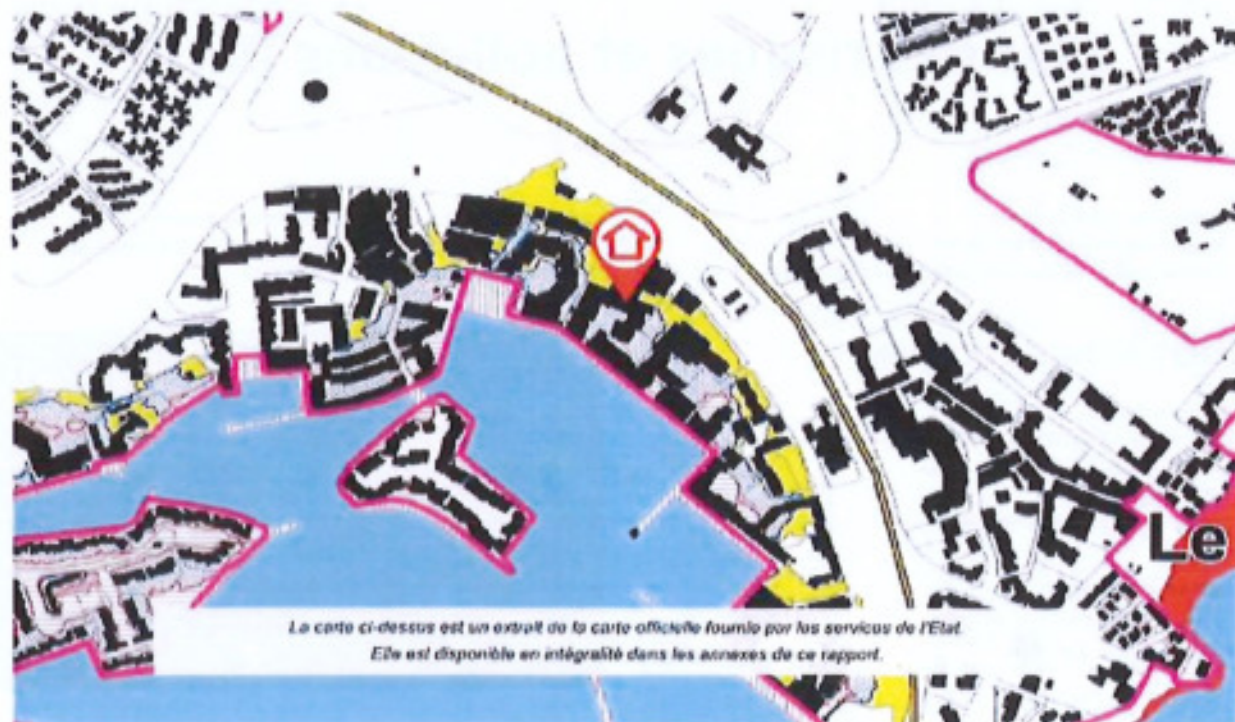 Le
La carte ci-dessus est un extrait de la carte officielle fournie par les services de l'Etat.
Elle est disponible en intégralité dans les annexes de ce rapport.